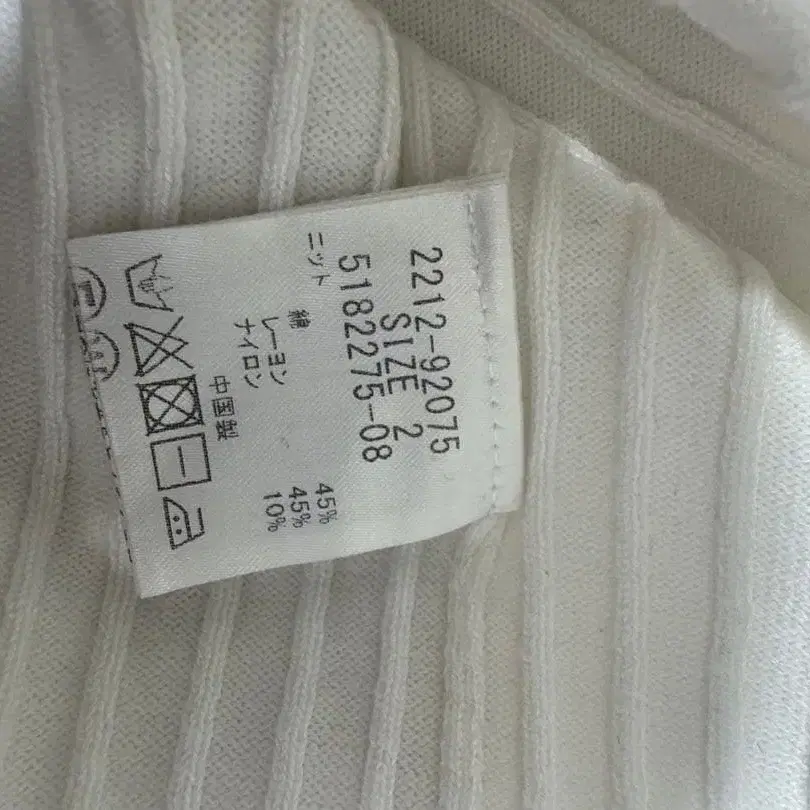 2212-92075
SIZE 2
5182275-08
ニット
綿 45%
レーヨン 45%
ナイロン 10%
中国製